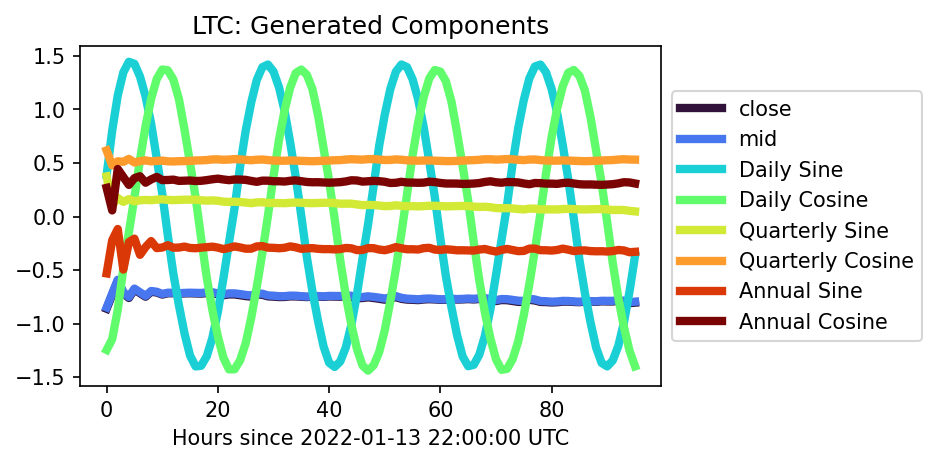 LTC: Generated Components
1.5
1.0
0.5
0.0
−0.5
−1.0
−1.5
0
20
40
60
80
Hours since 2022-01-13 22:00:00 UTC
close
mid
Daily Sine
Daily Cosine
Quarterly Sine
Quarterly Cosine
Annual Sine
Annual Cosine